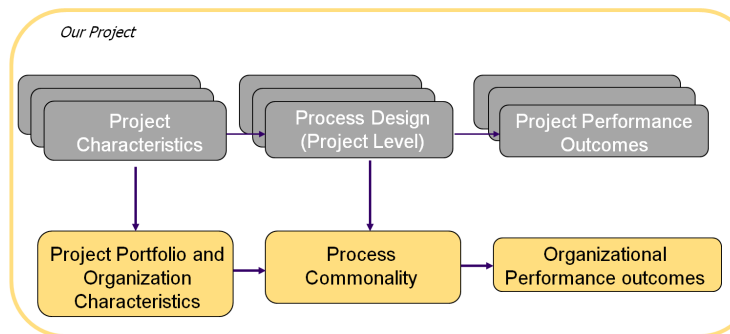 Our Project
Project
Characteristics
Process Design
(Project Level)
Project Performance
Outcomes
Project Portfolio and
Organization
Characteristics
Process
Commonality
Organizational
Performance outcomes